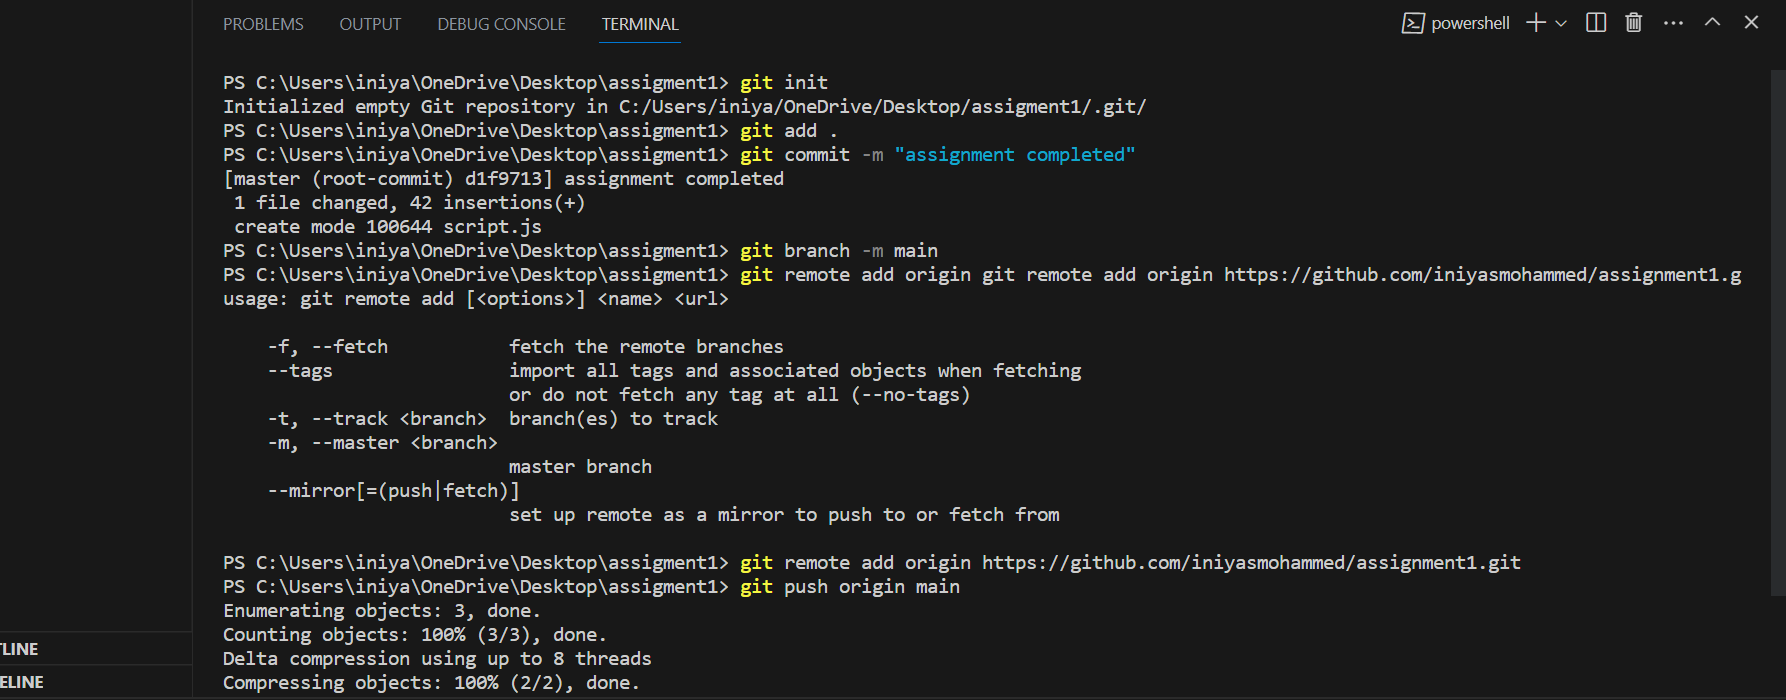 PROBLEMS OUTPUT DEBUG CONSOLE TERMINAL powershell
PS C:\Users\iniya\OneDrive\Desktop\assigment1> git init
Initialized empty Git repository in C:/Users/iniya/OneDrive/Desktop/assigment1/.git/
PS C:\Users\iniya\OneDrive\Desktop\assigment1> git add .
PS C:\Users\iniya\OneDrive\Desktop\assigment1> git commit -m "assignment completed"
[master (root-commit) d1f9713] assignment completed
 1 file changed, 42 insertions(+)
 create mode 100644 script.js
PS C:\Users\iniya\OneDrive\Desktop\assigment1> git branch -m main
PS C:\Users\iniya\OneDrive\Desktop\assigment1> git remote add origin git remote add origin https://github.com/iniyasmohammed/assignment1.g
usage: git remote add [<options>] <name> <url>
    -f, --fetch           fetch the remote branches
    --tags                import all tags and associated objects when fetching
                          or do not fetch any tag at all (--no-tags)
    -t, --track <branch>  branch(es) to track
    -m, --master <branch>
                          master branch
    --mirror[=(push|fetch)]
                          set up remote as a mirror to push to or fetch from
PS C:\Users\iniya\OneDrive\Desktop\assigment1> git remote add origin https://github.com/iniyasmohammed/assignment1.git
PS C:\Users\iniya\OneDrive\Desktop\assigment1> git push origin main
Enumerating objects: 3, done.
Counting objects: 100% (3/3), done.
TLINE
Delta compression using up to 8 threads
ELINE
Compressing objects: 100% (2/2), done.